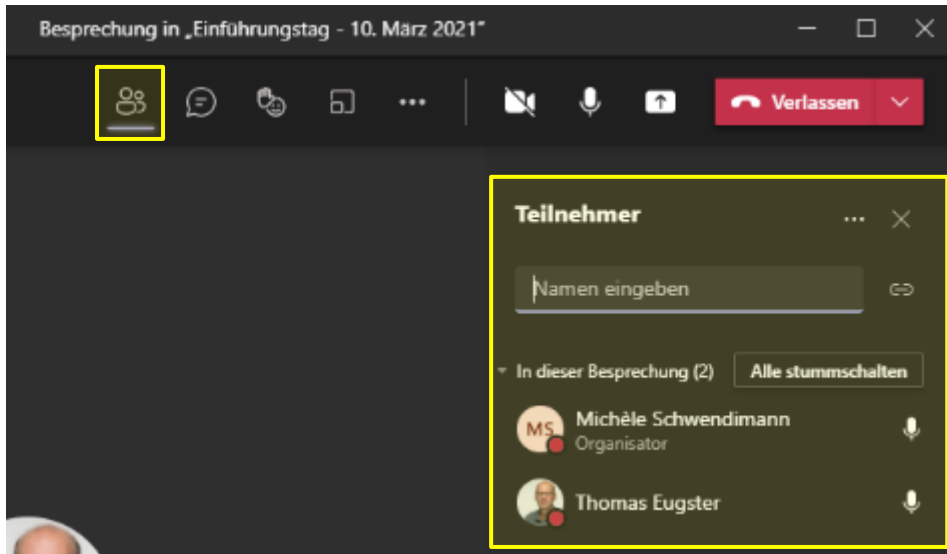 Besprechung in „Einführungstag - 10. März 2021“
Verlassen
Teilnehmer
Namen eingeben
In dieser Besprechung (2) Alle stummschalten
MS Michèle Schwendimann
Organisator
Thomas Eugster